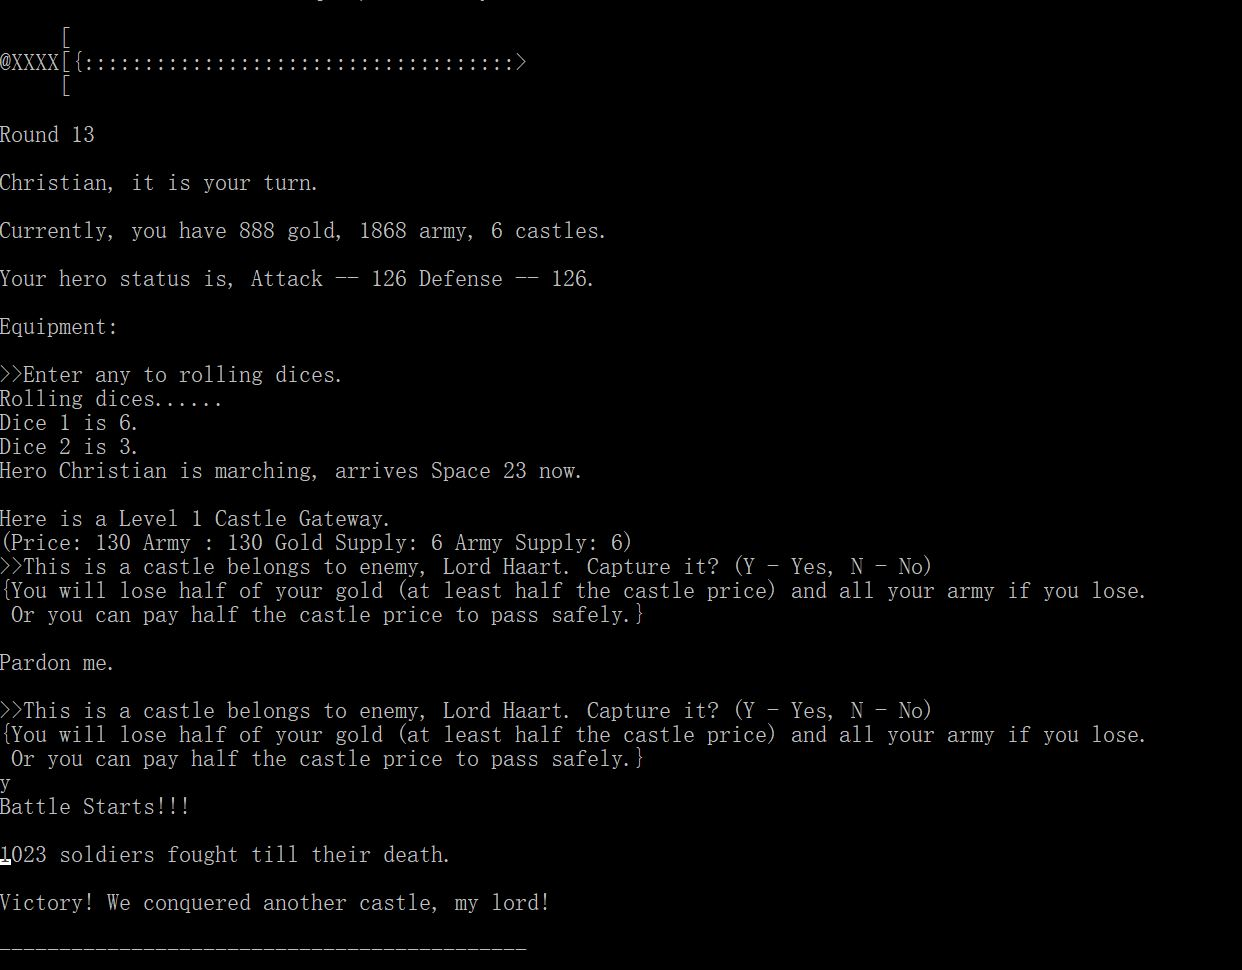 [
@XXXX[{::::::::::::::::::::::::::::::::::::>
[
Round 13
Christian, it is your turn.
Currently, you have 888 gold, 1868 army, 6 castles.
Your hero status is, Attack -- 126 Defense -- 126.
Equipment:
>>Enter any to rolling dices.
Rolling dices......
Dice 1 is 6.
Dice 2 is 3.
Hero Christian is marching, arrives Space 23 now.
Here is a Level 1 Castle Gateway.
(Price: 130 Army : 130 Gold Supply: 6 Army Supply: 6)
>>This is a castle belongs to enemy, Lord Haart. Capture it? (Y - Yes, N - No)
{You will lose half of your gold (at least half the castle price) and all your army if you lose.
Or you can pay half the castle price to pass safely.}
Pardon me.
>>This is a castle belongs to enemy, Lord Haart. Capture it? (Y - Yes, N - No)
{You will lose half of your gold (at least half the castle price) and all your army if you lose.
Or you can pay half the castle price to pass safely.}
y
Battle Starts!!!
1023 soldiers fought till their death.
Victory! We conquered another castle, my lord!
____________________________________________